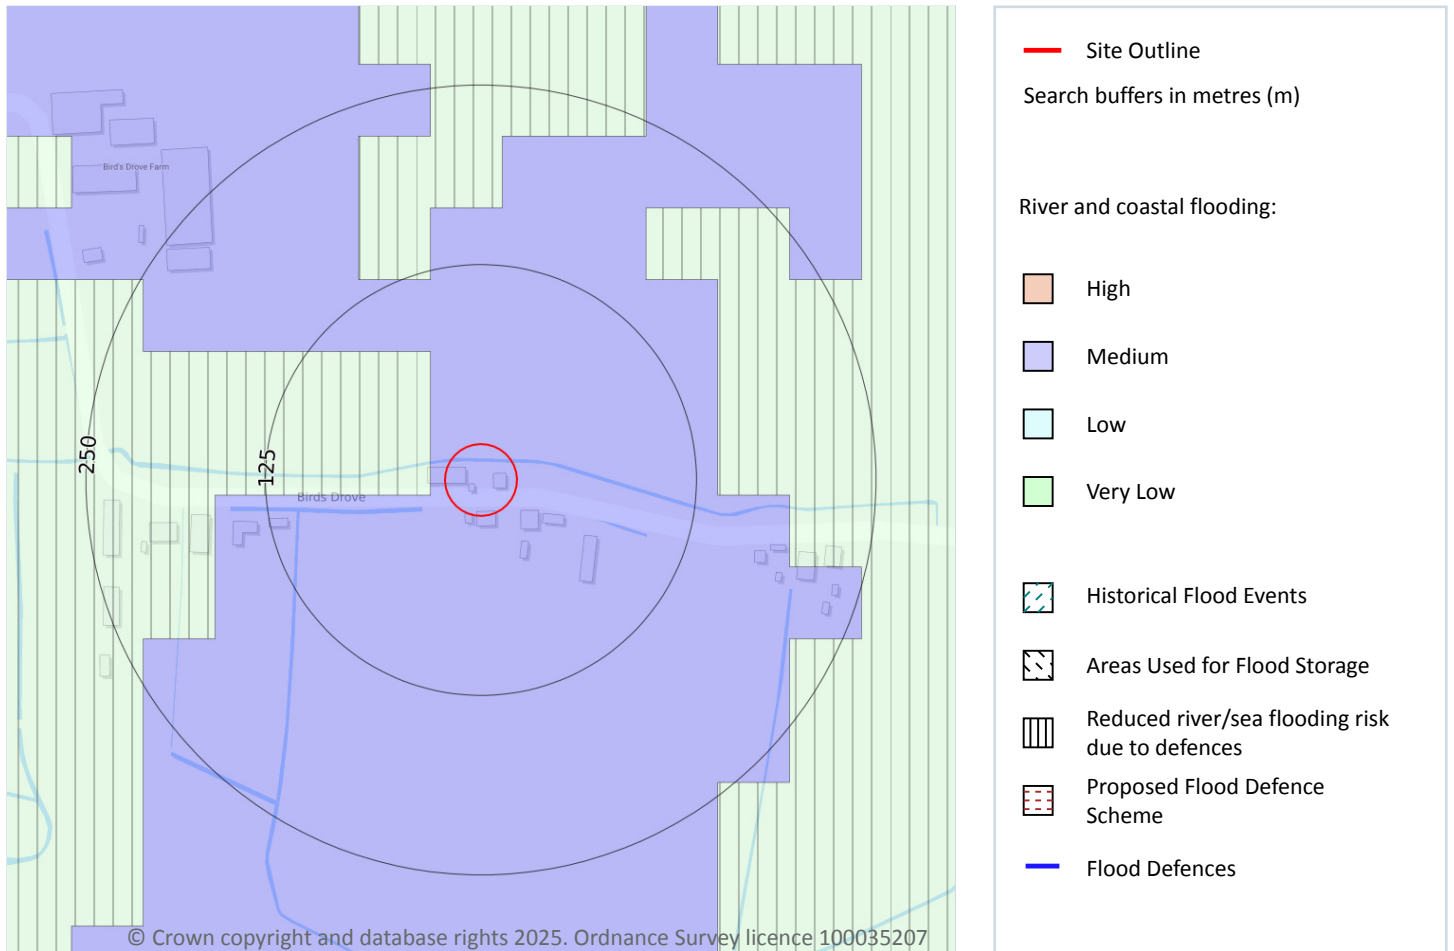 Bird's Drove Farm
250
125
Birds Drove
© Crown copyright and database rights 2025. Ordnance Survey licence 100035207
Site Outline
Search buffers in metres (m)
River and coastal flooding:
High
Medium
Low
Very Low
Historical Flood Events
Areas Used for Flood Storage
Reduced river/sea flooding risk
due to defences
Proposed Flood Defence
Scheme
Flood Defences